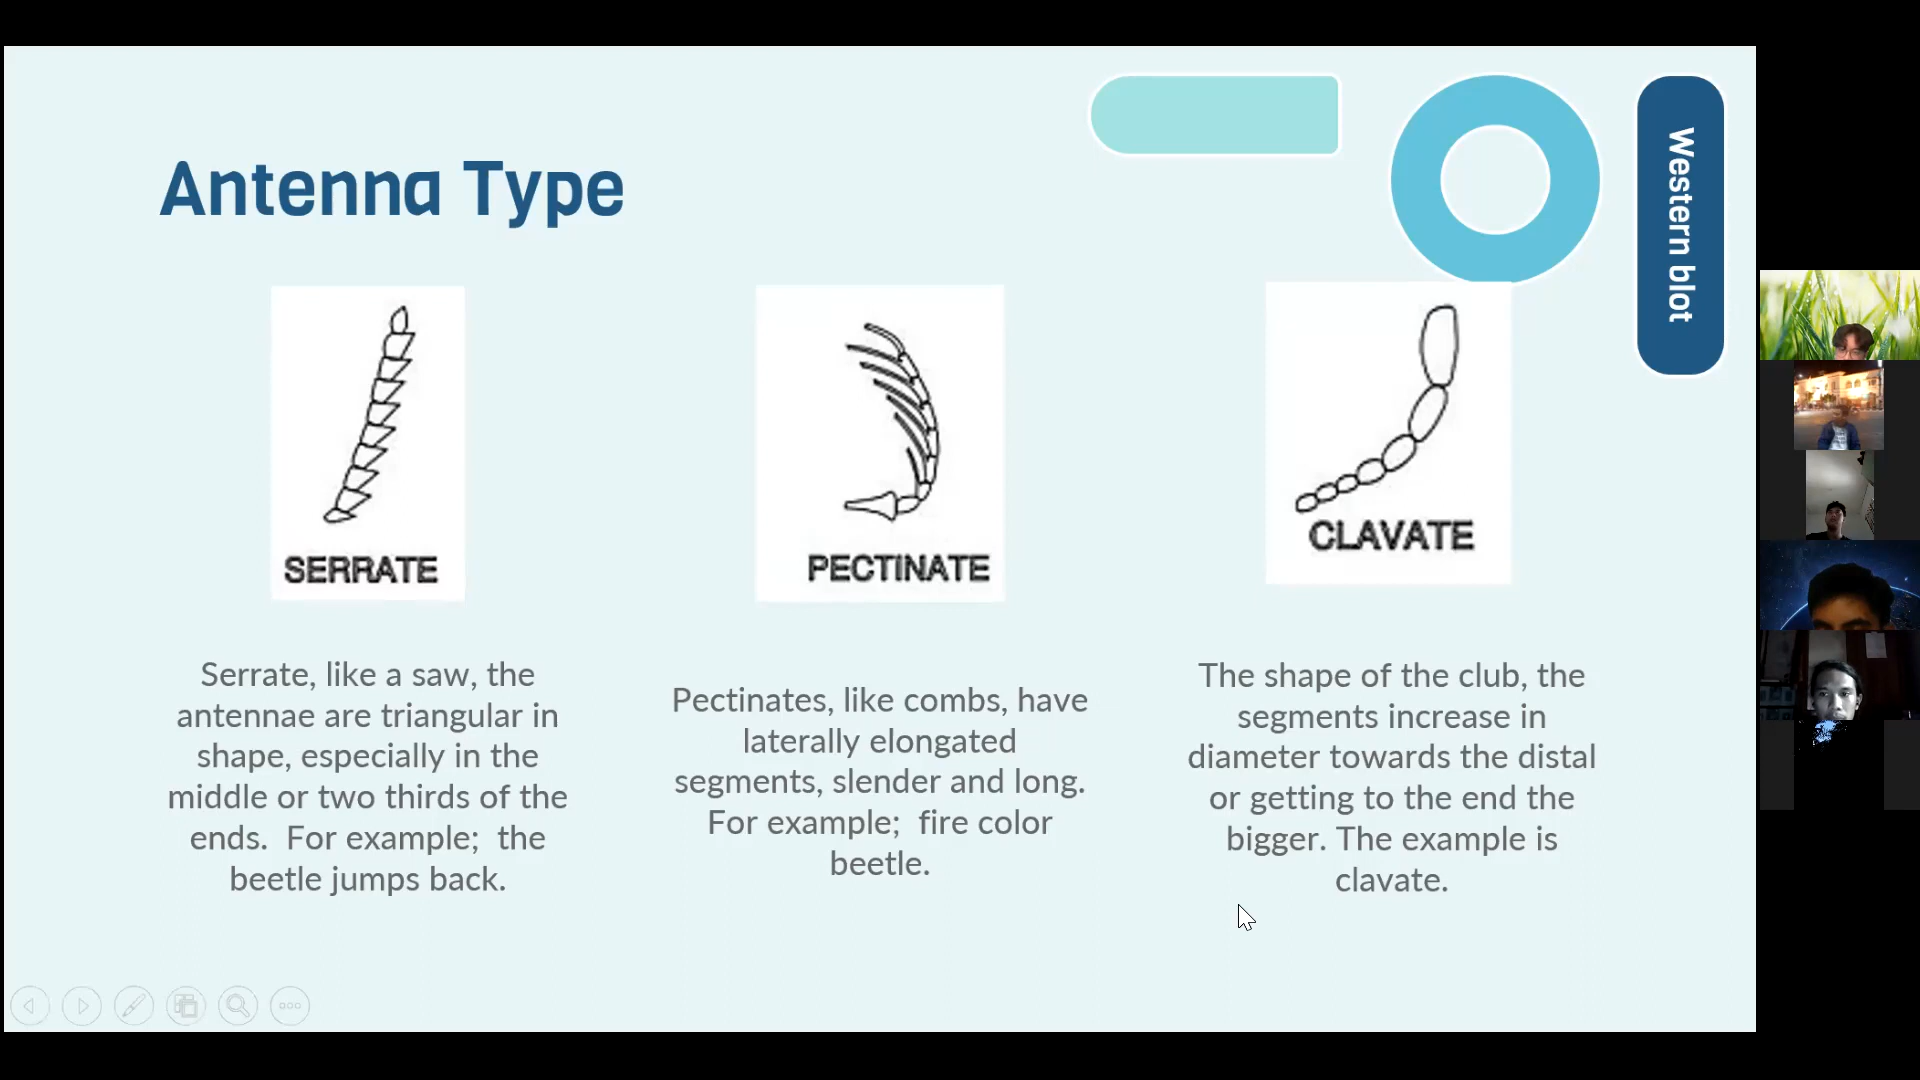 Western blot
Antenna Type
SERRATE
PECTINATE
CLAVATE
Serrate, like a saw, the
antennae are triangular in
shape, especially in the
middle or two thirds of the
ends.  For example;  the
beetle jumps back.
Pectinates, like combs, have
laterally elongated
segments, slender and long.
For example;  fire color
beetle.
The shape of the club, the
segments increase in
diameter towards the distal
or getting to the end the
bigger. The example is
clavate.